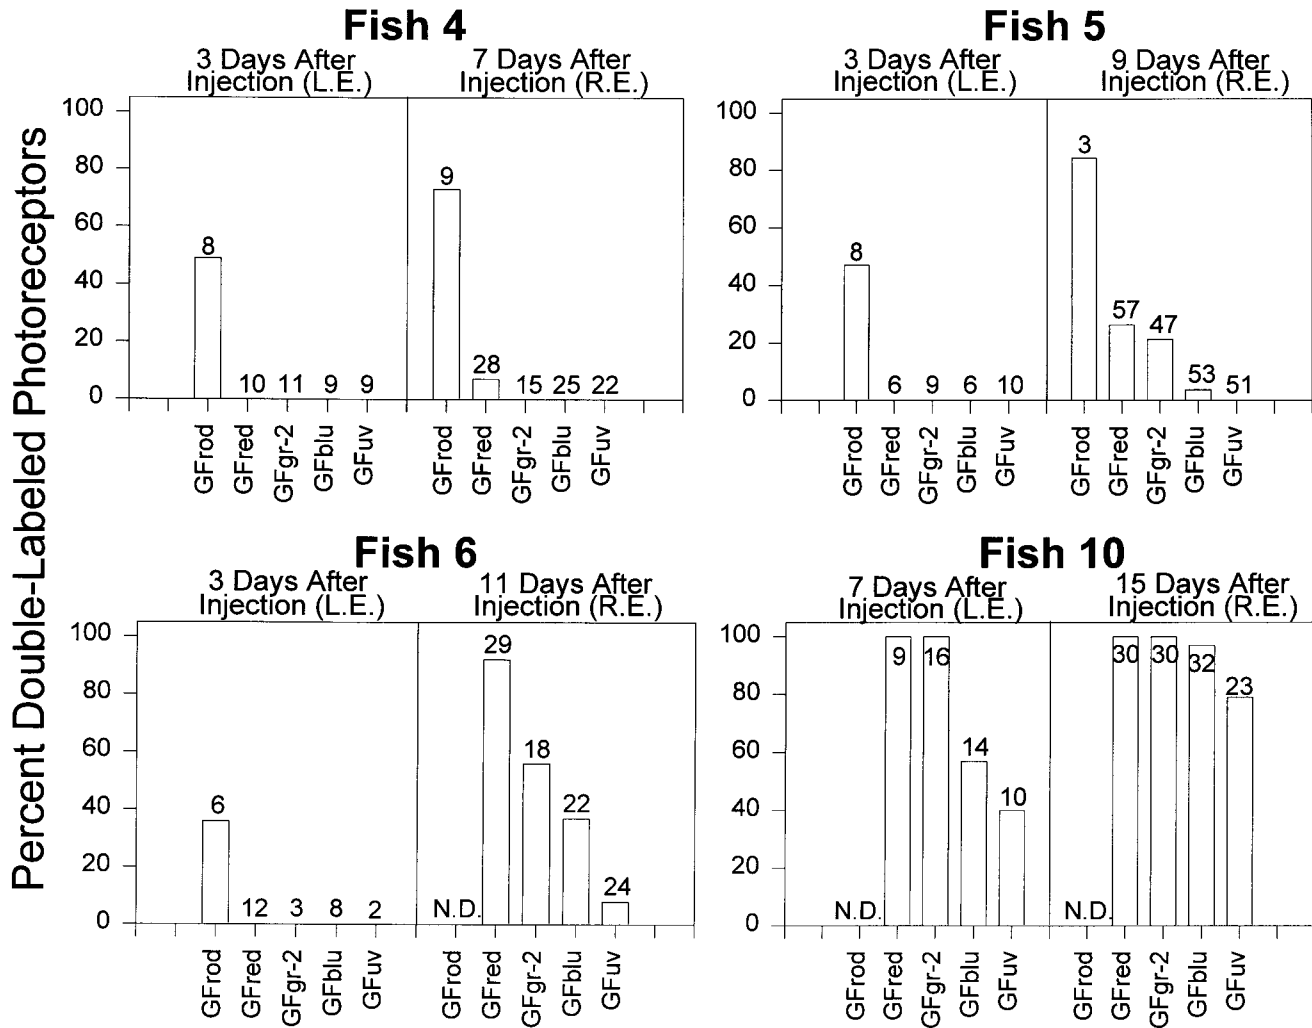 Percent Double-Labeled Photoreceptors
Fish 4
3 Days After
Injection (L.E.)
7 Days After
Injection (R.E.)
100
80
60
40
20
0
8
10
11
9
9
9
28
15
25
22
GFrod
GFred
GFgr-2
GFblu
GFuv
GFrod
GFred
GFgr-2
GFblu
GFuv
Fish 5
3 Days After
Injection (L.E.)
9 Days After
Injection (R.E.)
100
80
60
40
20
0
8
6
9
6
10
3
57
47
53
51
GFrod
GFred
GFgr-2
GFblu
GFuv
GFrod
GFred
GFgr-2
GFblu
GFuv
Fish 6
3 Days After
Injection (L.E.)
11 Days After
Injection (R.E.)
100
80
60
40
20
0
6
12
3
8
2
N.D.
29
18
22
24
GFrod
GFred
GFgr-2
GFblu
GFuv
GFrod
GFred
GFgr-2
GFblu
GFuv
Fish 10
7 Days After
Injection (L.E.)
15 Days After
Injection (R.E.)
100
80
60
40
20
0
N.D.
9
16
14
10
N.D.
30
30
32
23
GFrod
GFred
GFgr-2
GFblu
GFuv
GFrod
GFred
GFgr-2
GFblu
GFuv